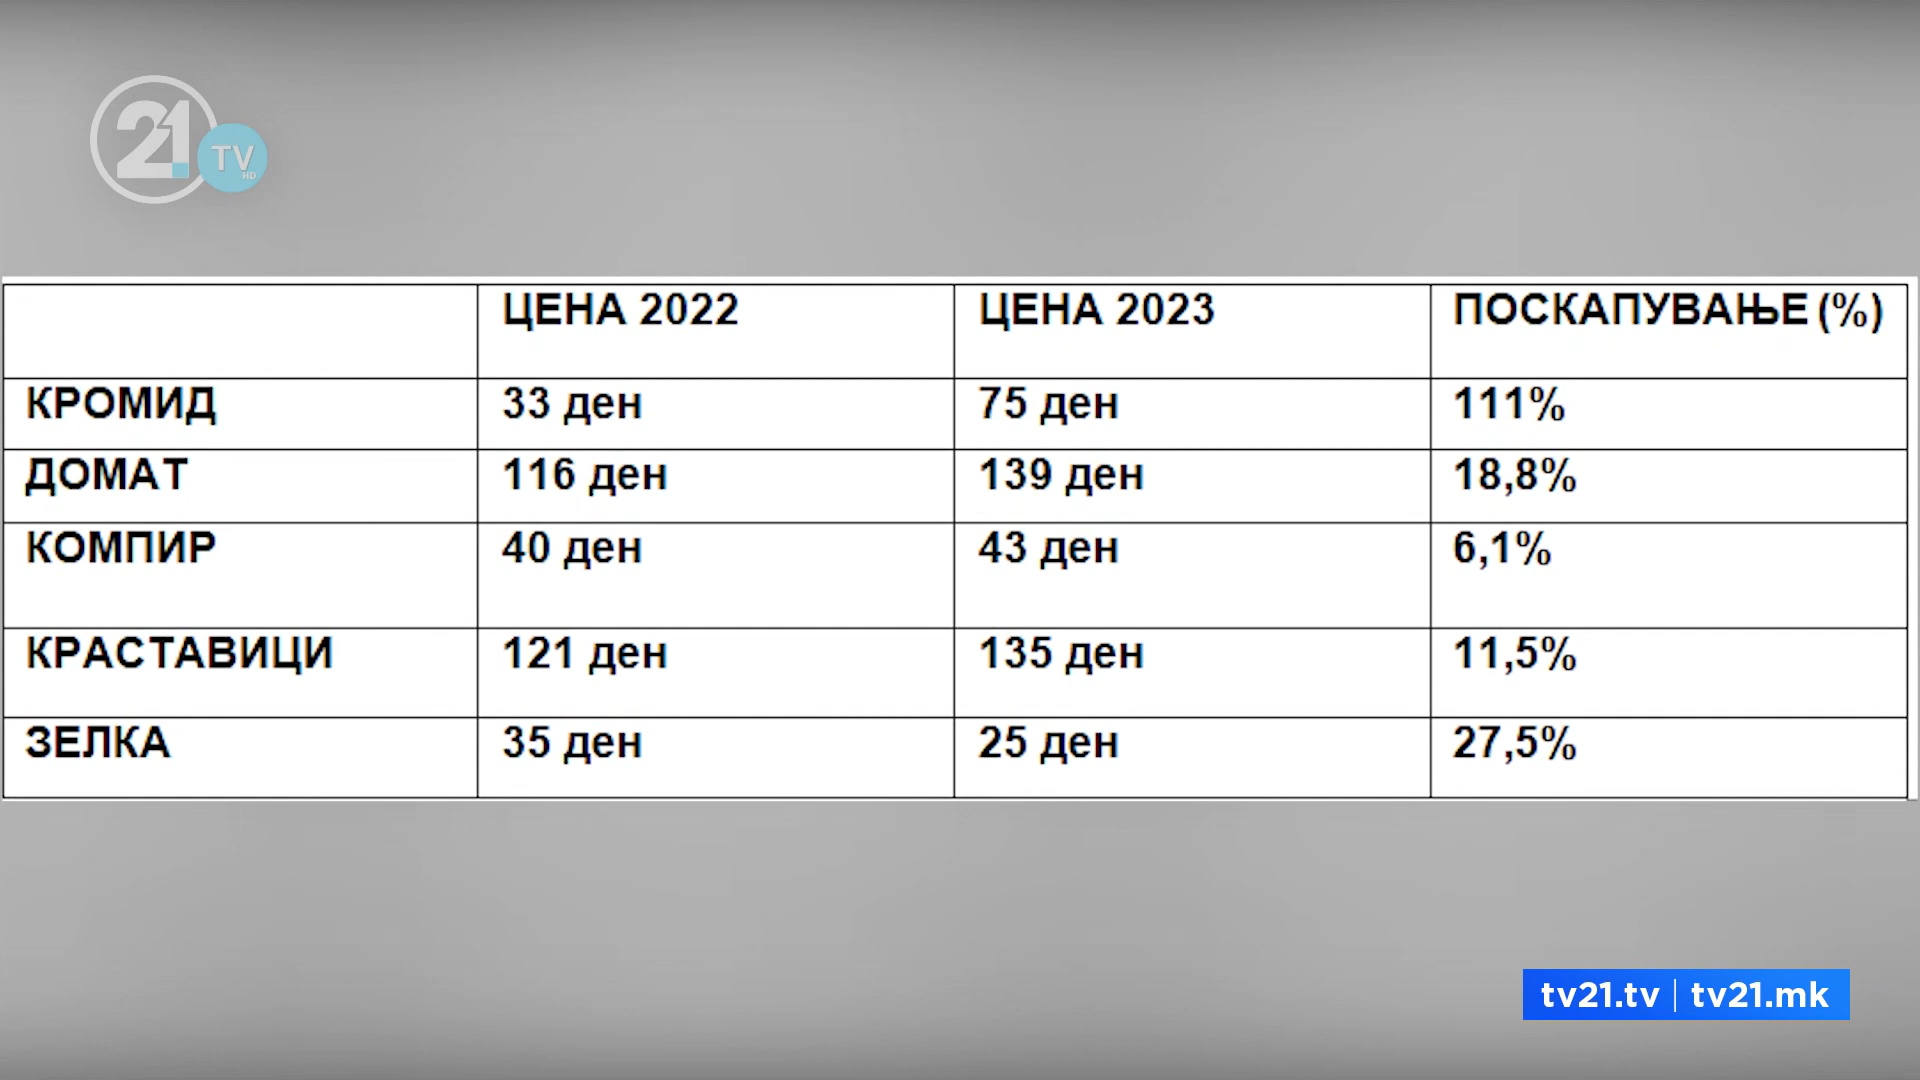 21 TV HD
ЦЕНА 2022 ЦЕНА 2023 ПОСКАПУВАЊЕ (%)
КРОМИД 33 ден 75 ден 111%
ДОМАТ 116 ден 139 ден 18,8%
КОМПИР 40 ден 43 ден 6,1%
КРАСТАВИЦИ 121 ден 135 ден 11,5%
ЗЕЛКА 35 ден 25 ден 27,5%
tv21.tv | tv21.mk